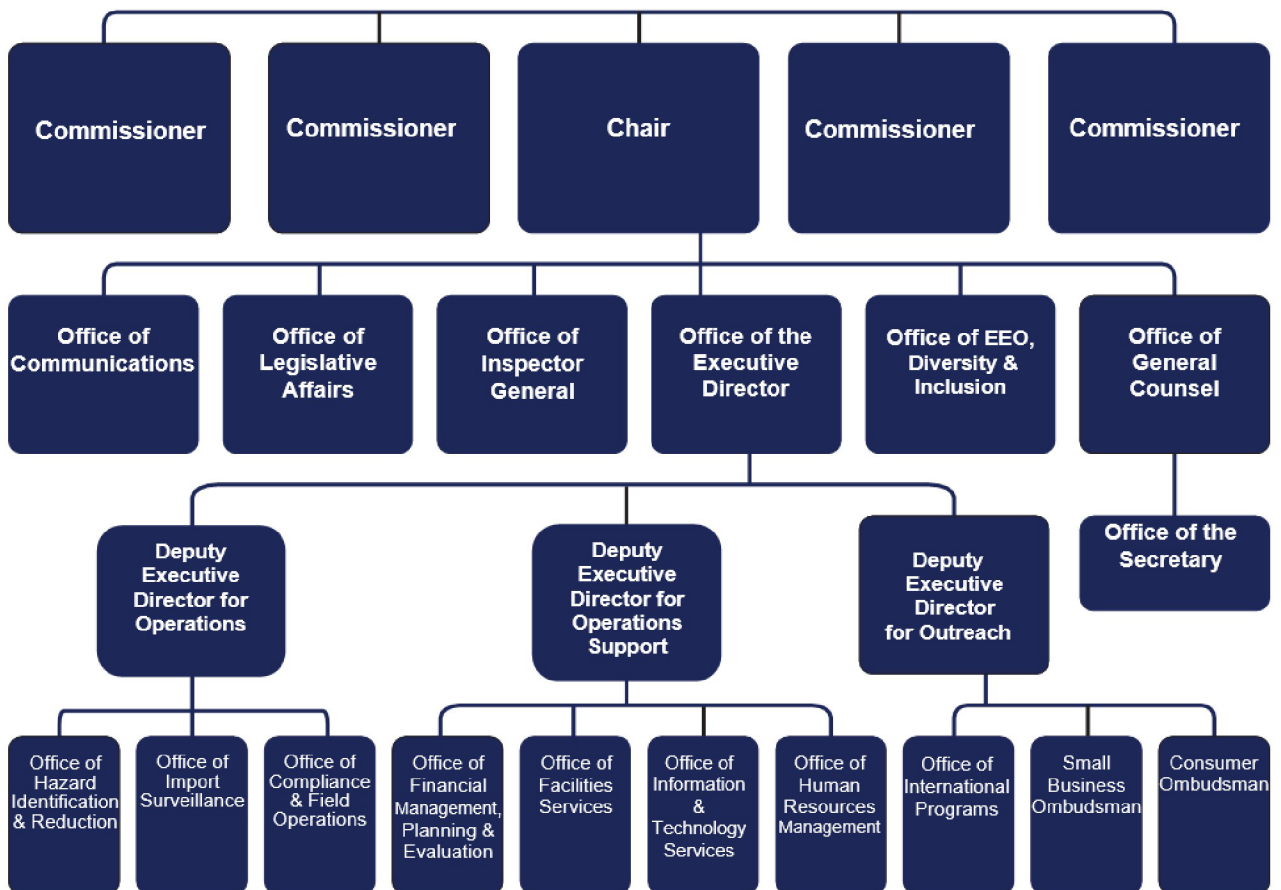 Commissioner
Commissioner
Chair
Commissioner
Commissioner
Office of
Communications
Office of
Legislative
Affairs
Office of
Inspector
General
Office of the
Executive
Director
Office of EEO,
Diversity &
Inclusion
Office of
General
Counsel
Deputy
Executive
Director for
Operations
Deputy
Executive
Director for
Operations
Support
Deputy
Executive
Director
for Outreach
Office of the
Secretary
Office of
Hazard
Identification
& Reduction
Office of
Import
Surveillance
Office of
Compliance
& Field
Operations
Office of
Financial
Management,
Planning &
Evaluation
Office of
Facilities
Services
Office of
Information
&
Technology
Services
Office of
Human
Resources
Management
Office of
International
Programs
Small
Business
Ombudsman
Consumer
Ombudsman